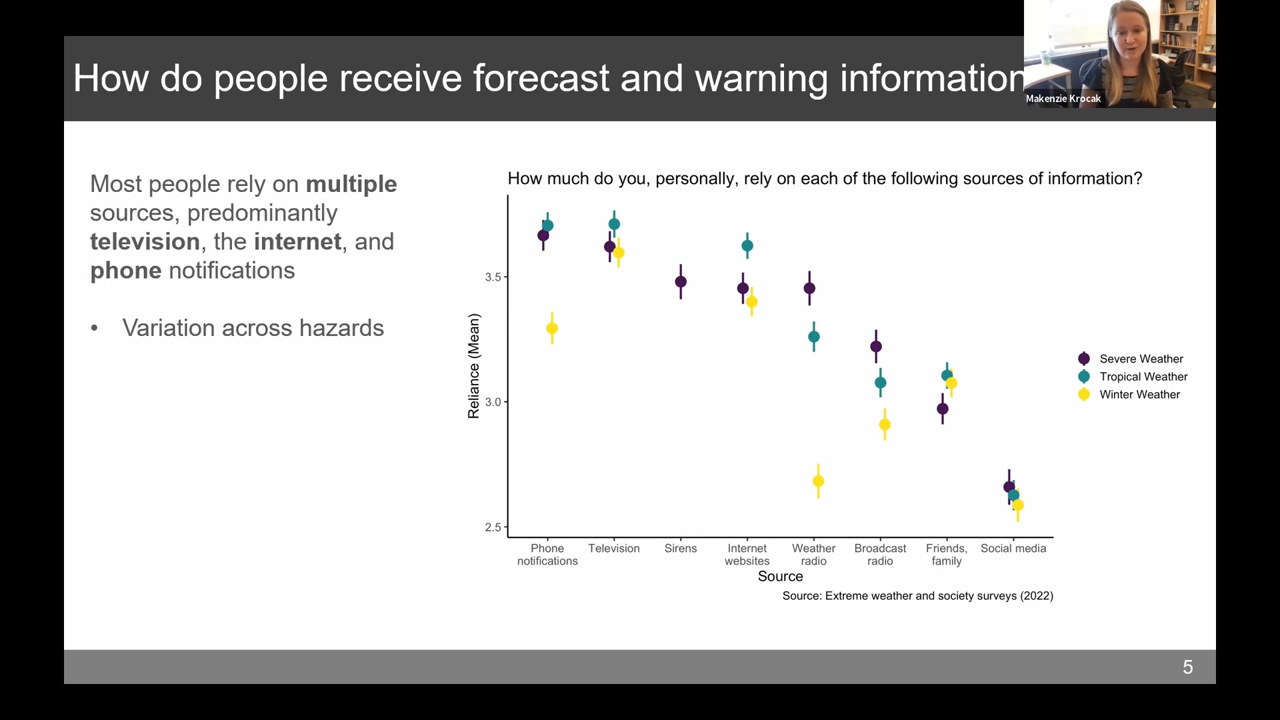 How do people receive forecast and warning information
Makenzie Krocak
Most people rely on multiple
sources, predominantly
television, the internet, and
phone notifications
• Variation across hazards
How much do you, personally, rely on each of the following sources of information?
Reliance (Mean)
3.5
3.0
2.5
Phone notifications
Television
Sirens
Internet websites
Weather radio
Broadcast radio
Friends, family
Social media
Source
Source: Extreme weather and society surveys (2022)
Severe Weather
Tropical Weather
Winter Weather
5